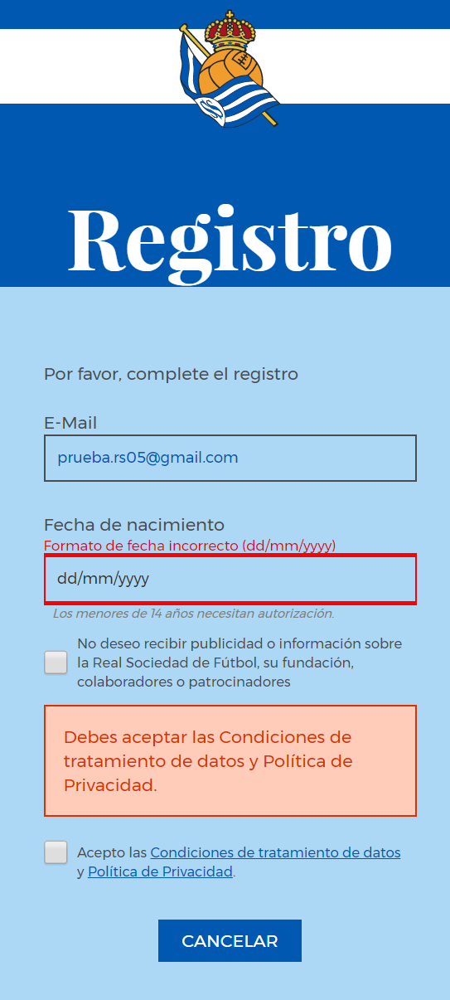 Registro
Por favor, complete el registro
E-Mail
prueba.rs05@gmail.com
Fecha de nacimiento
Formato de fecha incorrecto (dd/mm/yyyy)
dd/mm/yyyy
Los menores de 14 años necesitan autorización.
No deseo recibir publicidad o información sobre
la Real Sociedad de Fútbol, su fundación,
colaboradores o patrocinadores
Debes aceptar las Condiciones de
tratamiento de datos y Política de
Privacidad.
Acepto las Condiciones de tratamiento de datos
y Política de Privacidad.
CANCELAR